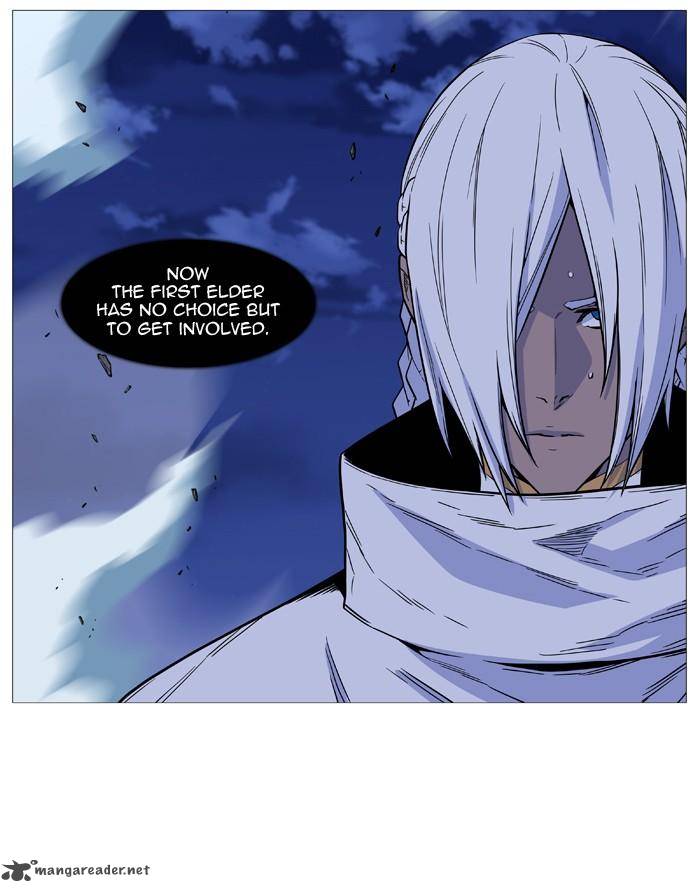 NOW
THE FIRST ELDER
HAS NO CHOICE BUT
TO GET INVOLVED.
mangareader.net